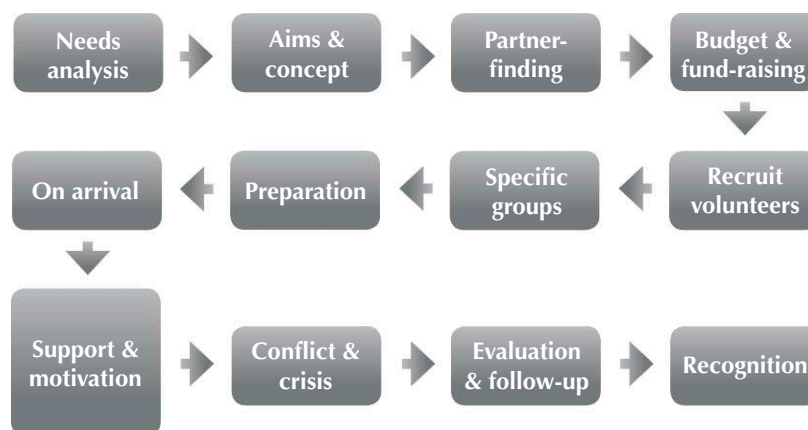 Needs
analysis
Aims &
concept
Partner-
finding
Budget &
fund-raising
Recruit
volunteers
Specific
groups
Preparation
On arrival
Support &
motivation
Conflict &
crisis
Evaluation
& follow-up
Recognition